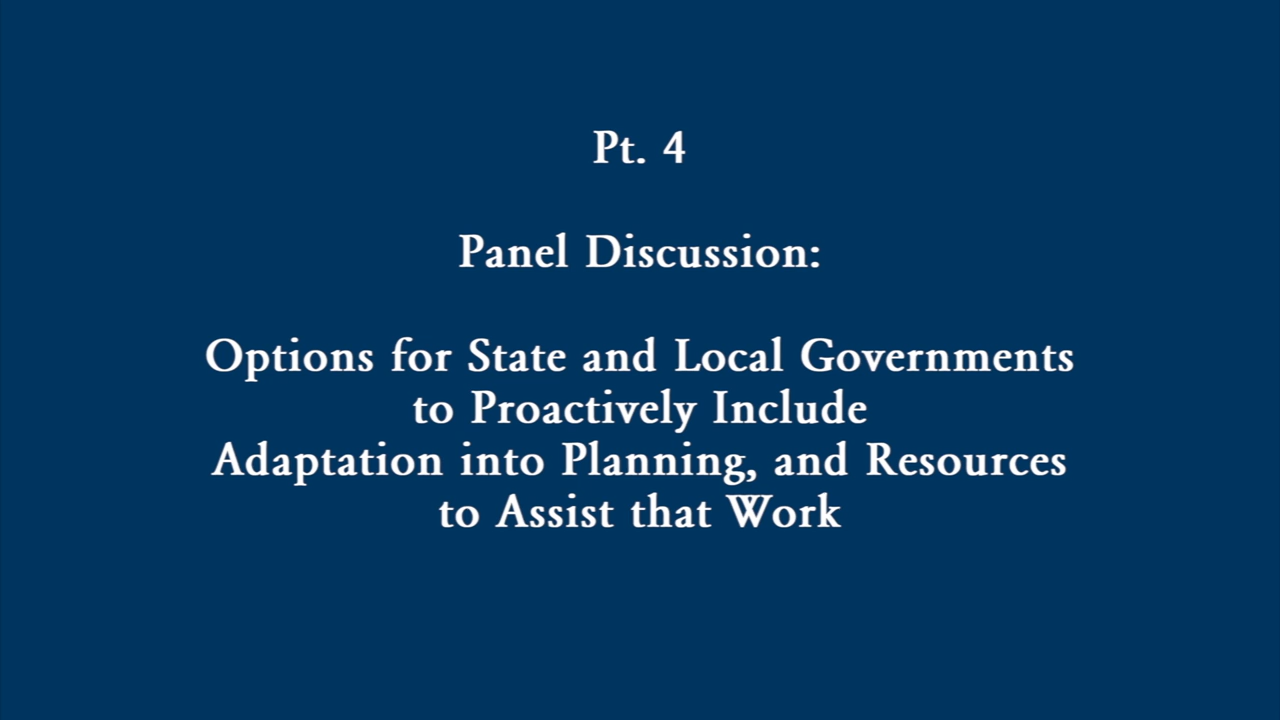 Pt. 4
Panel Discussion:
Options for State and Local Governments
to Proactively Include
Adaptation into Planning, and Resources
to Assist that Work